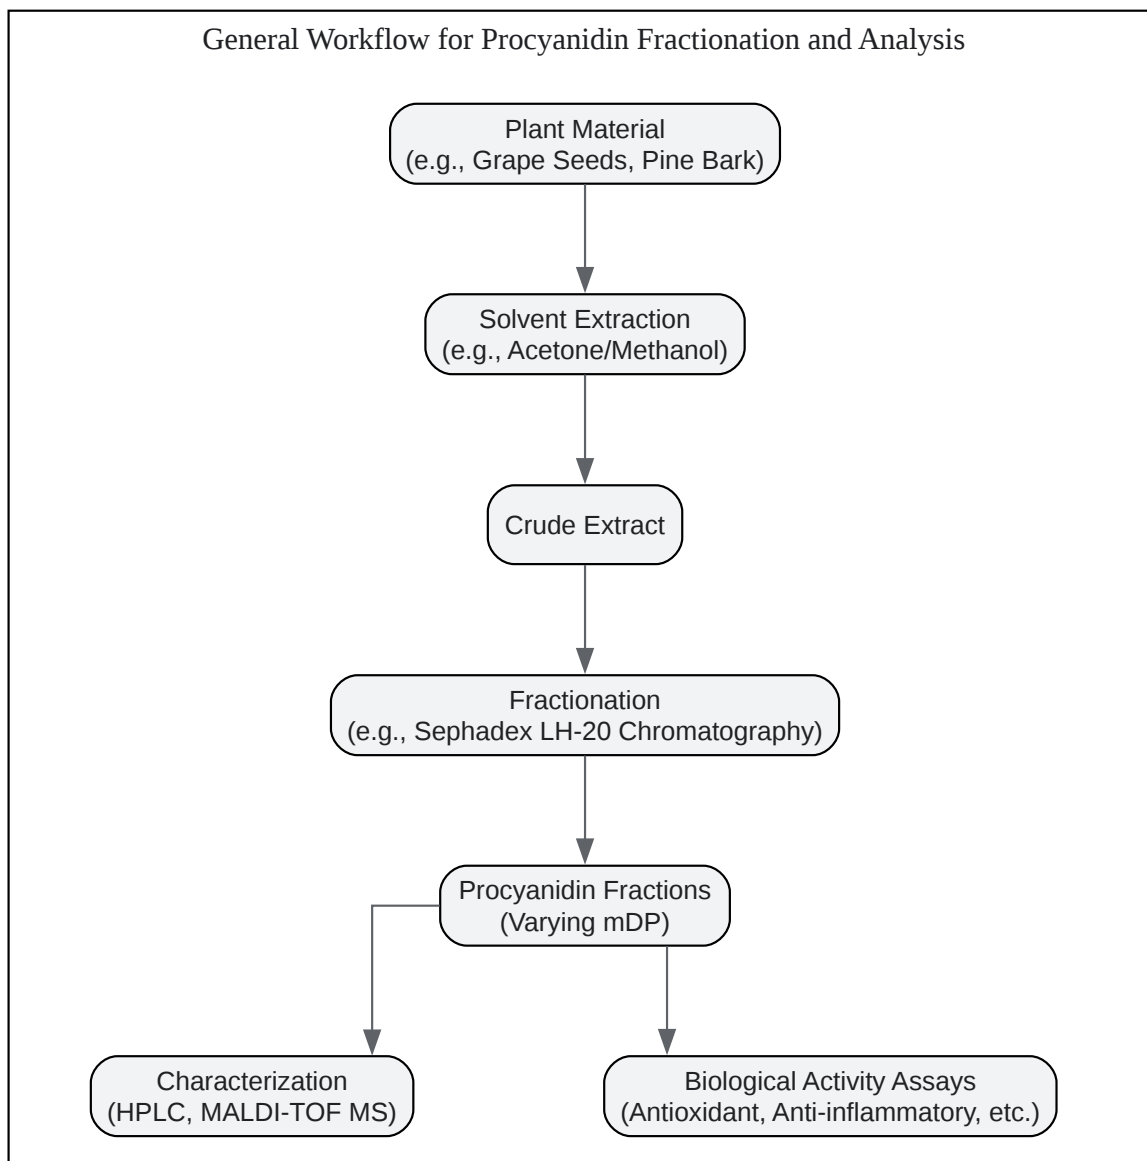 General Workflow for Procyanidin Fractionation and Analysis
Plant Material
(e.g., Grape Seeds, Pine Bark)
Solvent Extraction
(e.g., Acetone/Methanol)
Crude Extract
Fractionation
(e.g., Sephadex LH-20 Chromatography)
Procyanidin Fractions
(Varying mDP)
Characterization
(HPLC, MALDI-TOF MS)
Biological Activity Assays
(Antioxidant, Anti-inflammatory, etc.)